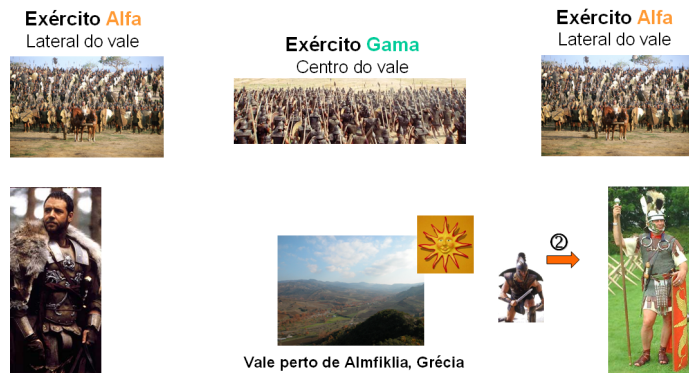 Exército Alfa
Lateral do vale
Exército Gama
Centro do vale
Exército Alfa
Lateral do vale
②
Vale perto de Almfiklia, Grécia